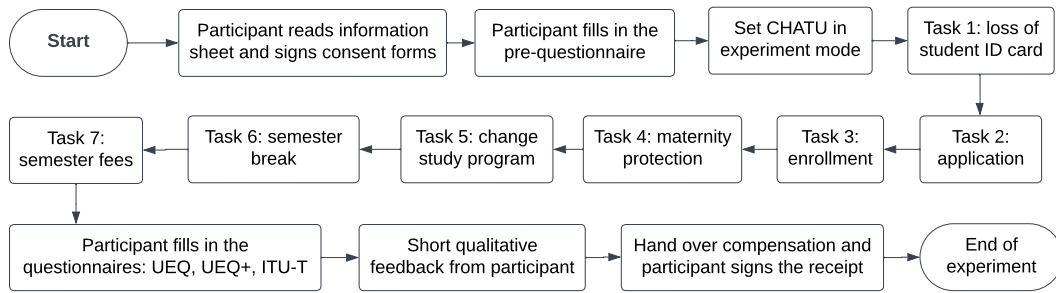 Start
Participant reads information
sheet and signs consent forms
Participant fills in the
pre-questionnaire
Set CHATU in
experiment mode
Task 1: loss of
student ID card
Task 2:
application
Task 3:
enrollment
Task 4: maternity
protection
Task 5: change
study program
Task 6: semester
break
Task 7:
semester fees
Participant fills in the
questionnaires: UEQ, UEQ+, ITU-T
Short qualitative
feedback from participant
Hand over compensation and
participant signs the receipt
End of
experiment